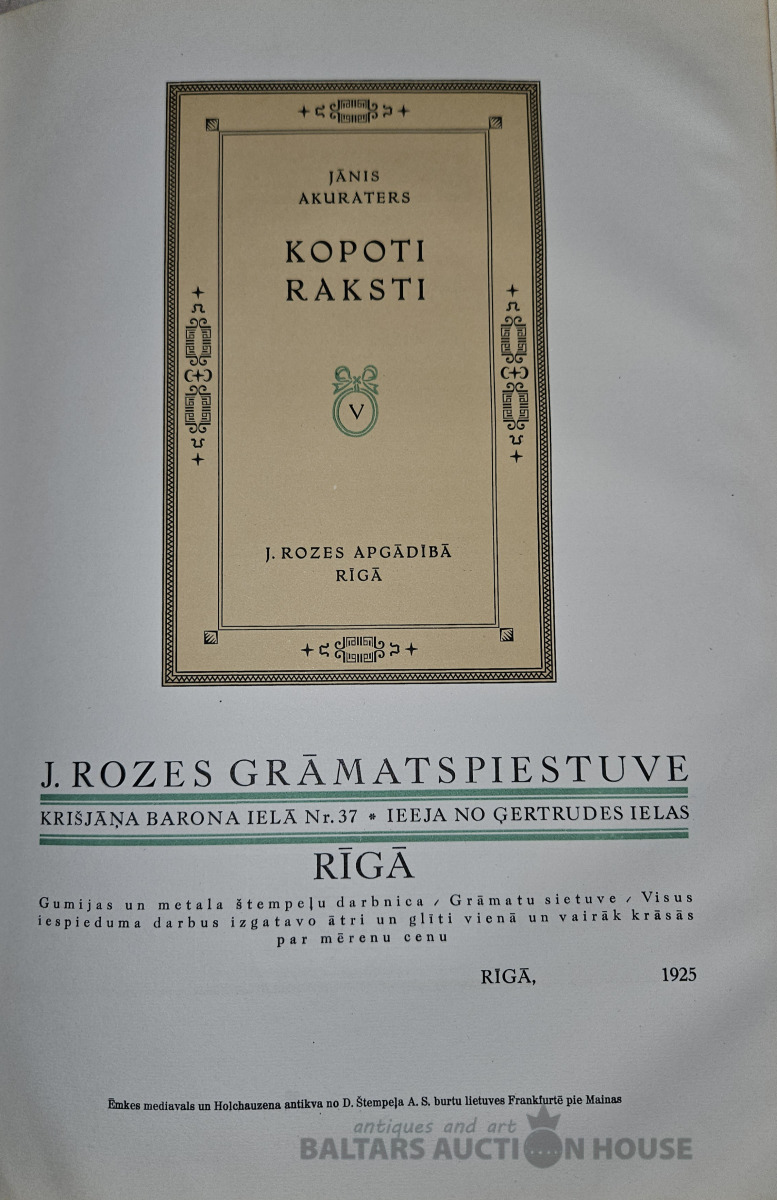 JĀNIS
AKURATERS
KOPOTI
RAKSTI
V
J. ROZES APGĀDĪBĀ
RĪGĀ
J. ROZES GRĀMATSPIESTUVE
KRIŠJĀŅA BARONA IELĀ Nr. 37 * IEEJA NO ĢERTRUDES IELAS
RĪGĀ
Gumijas un metala štempeļu darbnica / Grāmatu sietuve / Visus
iespieduma darbus izgatavo ātri un glīti vienā un vairāk krāsās
par mērenu cenu
RĪGĀ, 1925
Ēmkes mediavals un Holchauzena antikva no D. Štempeļa A. S. burtu lietuves Frankfurtē pie Mainas
antiques and art
BALTARS AUCTION HOUSE